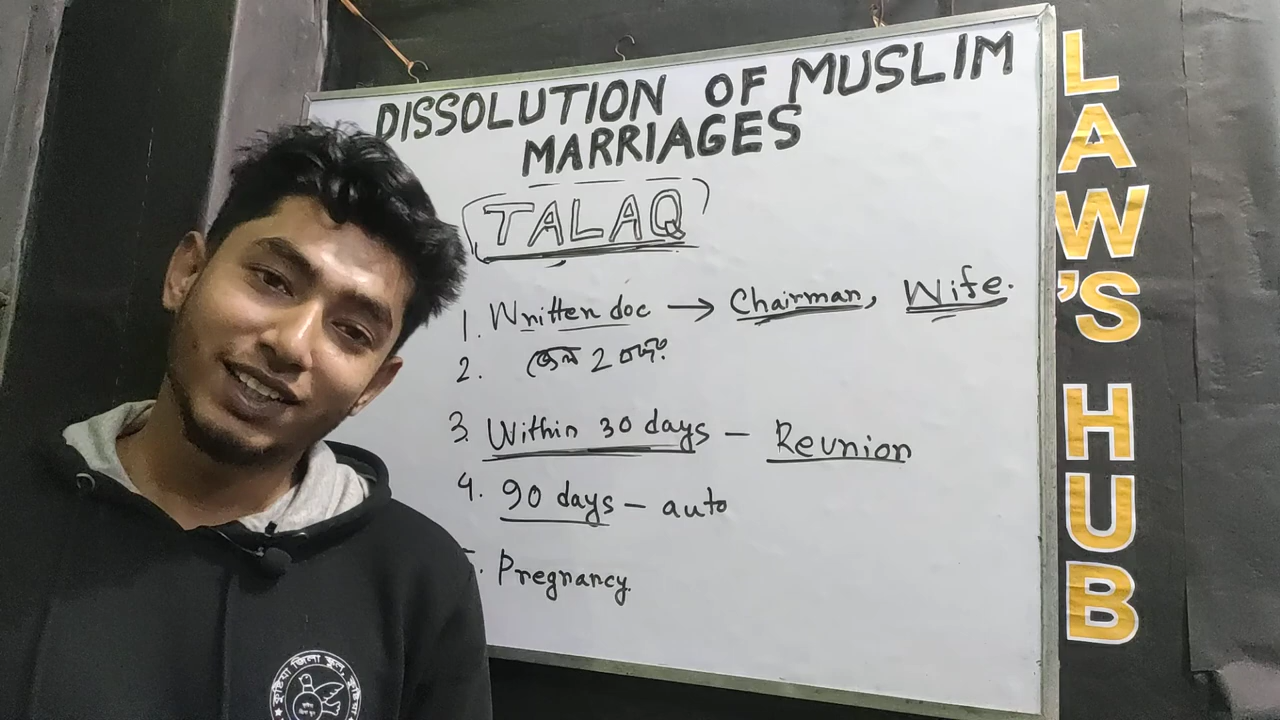 DISSOLUTION OF MUSLIM
MARRIAGES
TALAQ
1. Written doc → Chairman, Wife.
2. জেল 2
3. Within 30 days – Reunion
4. 90 days – auto
5. Pregnancy.
LAW'S HUB
কুষ্টিয়া জিলা স্কুল,